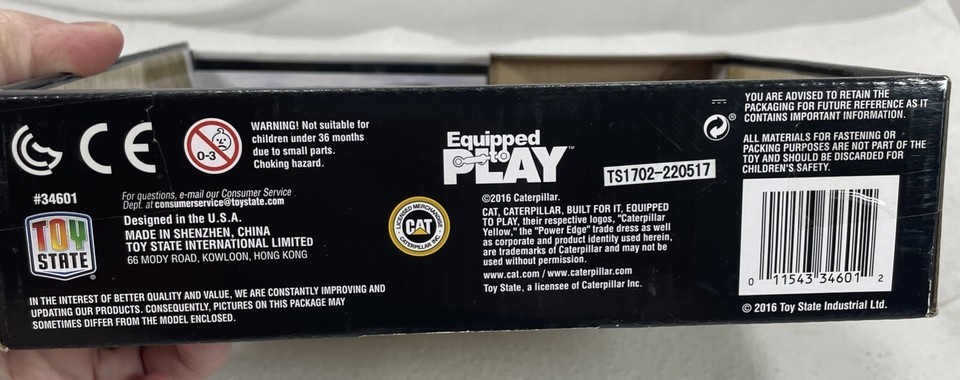 CE
0-3
WARNING! Not suitable for
children under 36 months
due to small parts.
Choking hazard.
#34601
For questions, e-mail our Consumer Service
Dept. at consumerservice@toystate.com
TOY
STATE
®
Designed in the U.S.A.
MADE IN SHENZHEN, CHINA
TOY STATE INTERNATIONAL LIMITED
66 MODY ROAD, KOWLOON, HONG KONG
IN THE INTEREST OF BETTER QUALITY AND VALUE, WE ARE CONSTANTLY IMPROVING AND
UPDATING OUR PRODUCTS. CONSEQUENTLY, PICTURES ON THIS PACKAGE MAY
SOMETIMES DIFFER FROM THE MODEL ENCLOSED.
LICENSED MERCHANDISE
CAT
CATERPILLAR INC.
Equipped
to
PLAY™
TS1702-220517
©2016 Caterpillar.
CAT, CATERPILLAR, BUILT FOR IT, EQUIPPED
TO PLAY, their respective logos, "Caterpillar
Yellow," the "Power Edge" trade dress as well
as corporate and product identity used herein,
are trademarks of Caterpillar and may not be
used without permission.
www.cat.com / www.caterpillar.com
Toy State, a licensee of Caterpillar Inc.
®
YOU ARE ADVISED TO RETAIN THE
PACKAGING FOR FUTURE REFERENCE AS IT
CONTAINS IMPORTANT INFORMATION.
ALL MATERIALS FOR FASTENING OR
PACKING PURPOSES ARE NOT PART OF THE
TOY AND SHOULD BE DISCARDED FOR
CHILDREN'S SAFETY.
0 11543 34601 2
© 2016 Toy State Industrial Ltd.